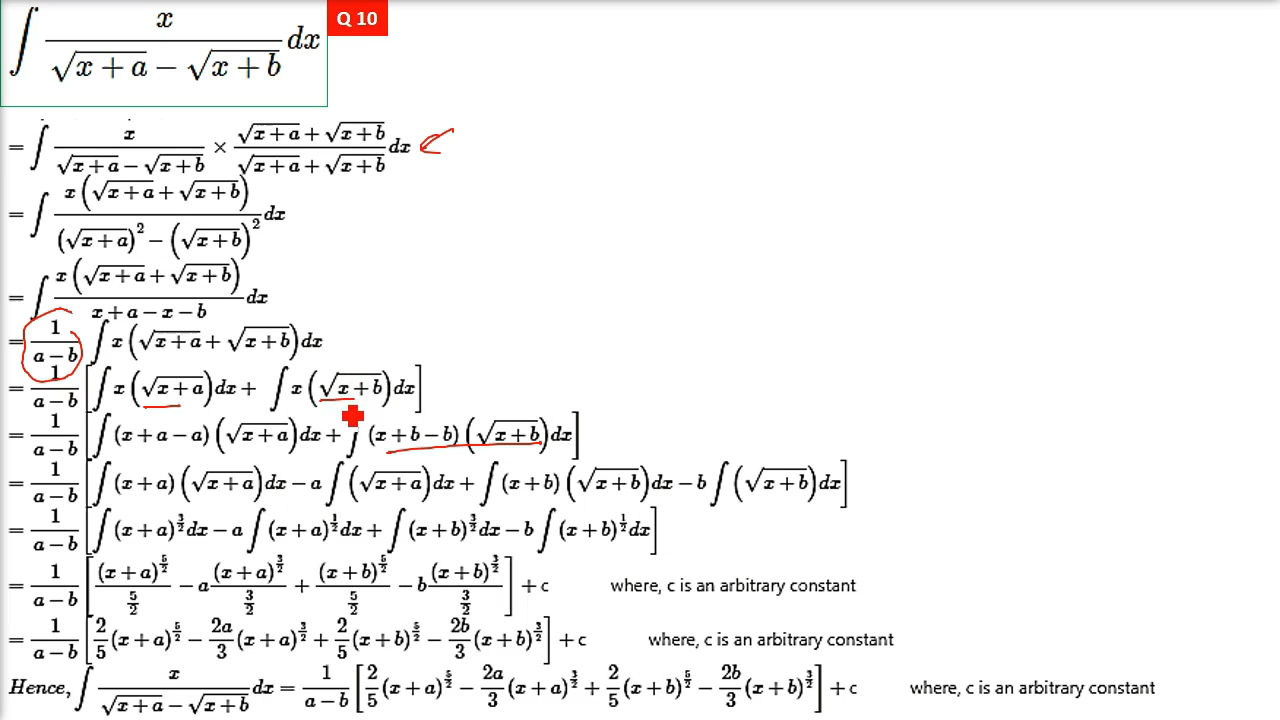 ∫ x / (√(x+a) − √(x+b)) dx Q 10
= ∫ x / (√(x+a) − √(x+b)) × (√(x+a) + √(x+b)) / (√(x+a) + √(x+b)) dx
= ∫ x(√(x+a) + √(x+b)) / ((√(x+a))² − (√(x+b))²) dx
= ∫ x(√(x+a) + √(x+b)) / (x+a−x−b) dx
= 1/(a−b) ∫ x(√(x+a) + √(x+b)) dx
= 1/(a−b) [∫ x(√(x+a)) dx + ∫ x(√(x+b)) dx]
= 1/(a−b) [∫ (x+a−a)(√(x+a)) dx + ∫ (x+b−b)(√(x+b)) dx]
= 1/(a−b) [∫ (x+a)(√(x+a)) dx − a ∫ (√(x+a)) dx + ∫ (x+b)(√(x+b)) dx − b ∫ (√(x+b)) dx]
= 1/(a−b) [∫ (x+a)^(3/2) dx − a ∫ (x+a)^(1/2) dx + ∫ (x+b)^(3/2) dx − b ∫ (x+b)^(1/2) dx]
= 1/(a−b) [(x+a)^(5/2) / (5/2) − a (x+a)^(3/2) / (3/2) + (x+b)^(5/2) / (5/2) − b (x+b)^(3/2) / (3/2)] + c where, c is an arbitrary constant
= 1/(a−b) [2/5 (x+a)^(5/2) − 2a/3 (x+a)^(3/2) + 2/5 (x+b)^(5/2) − 2b/3 (x+b)^(3/2)] + c where, c is an arbitrary constant
Hence, ∫ x / (√(x+a) − √(x+b)) dx = 1/(a−b) [2/5 (x+a)^(5/2) − 2a/3 (x+a)^(3/2) + 2/5 (x+b)^(5/2) − 2b/3 (x+b)^(3/2)] + c where, c is an arbitrary constant